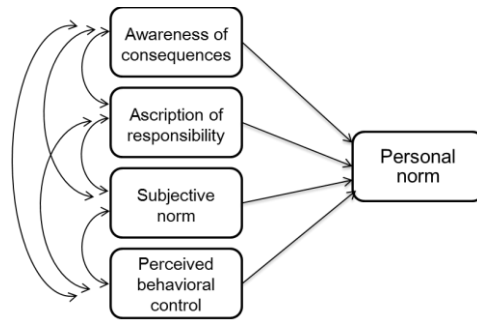 Awareness of
consequences
Ascription of
responsibility
Subjective
norm
Perceived
behavioral
control
Personal
norm